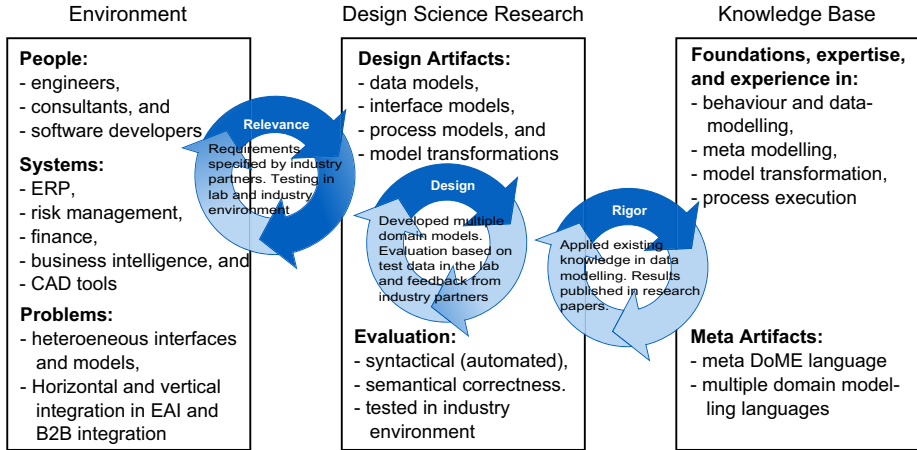 Environment
People:
- engineers,
- consultants, and
- software developers
Systems:
- ERP,
- risk management,
- finance,
- business intelligence, and
- CAD tools
Problems:
- heteroeneous interfaces
and models,
- Horizontal and vertical
integration in EAI and
B2B integration
Relevance
Requirements
specified by industry
partners. Testing in
lab and industry
environment
Design Science Research
Design Artifacts:
- data models,
- interface models,
- process models, and
- model transformations
Design
Developed multiple
domain models.
Evaluation based on
test data in the lab
and feedback from
industry partners
Evaluation:
- syntactical (automated),
- semantical correctness.
- tested in industry
environment
Rigor
Applied existing
knowledge in data
modelling. Results
published in research
papers.
Knowledge Base
Foundations, expertise,
and experience in:
- behaviour and data-
modelling,
- meta modelling,
- model transformation,
- process execution
Meta Artifacts:
- meta DoME language
- multiple domain model-
ling languages